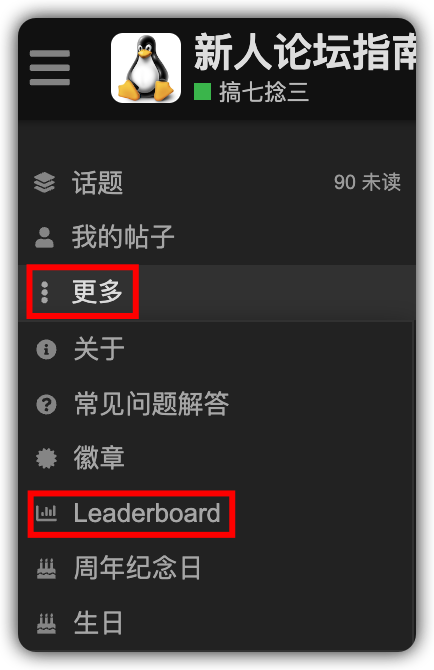 新人论坛指南
搞七捻三
话题 90 未读
我的帖子
更多
关于
常见问题解答
徽章
Leaderboard
周年纪念日
生日